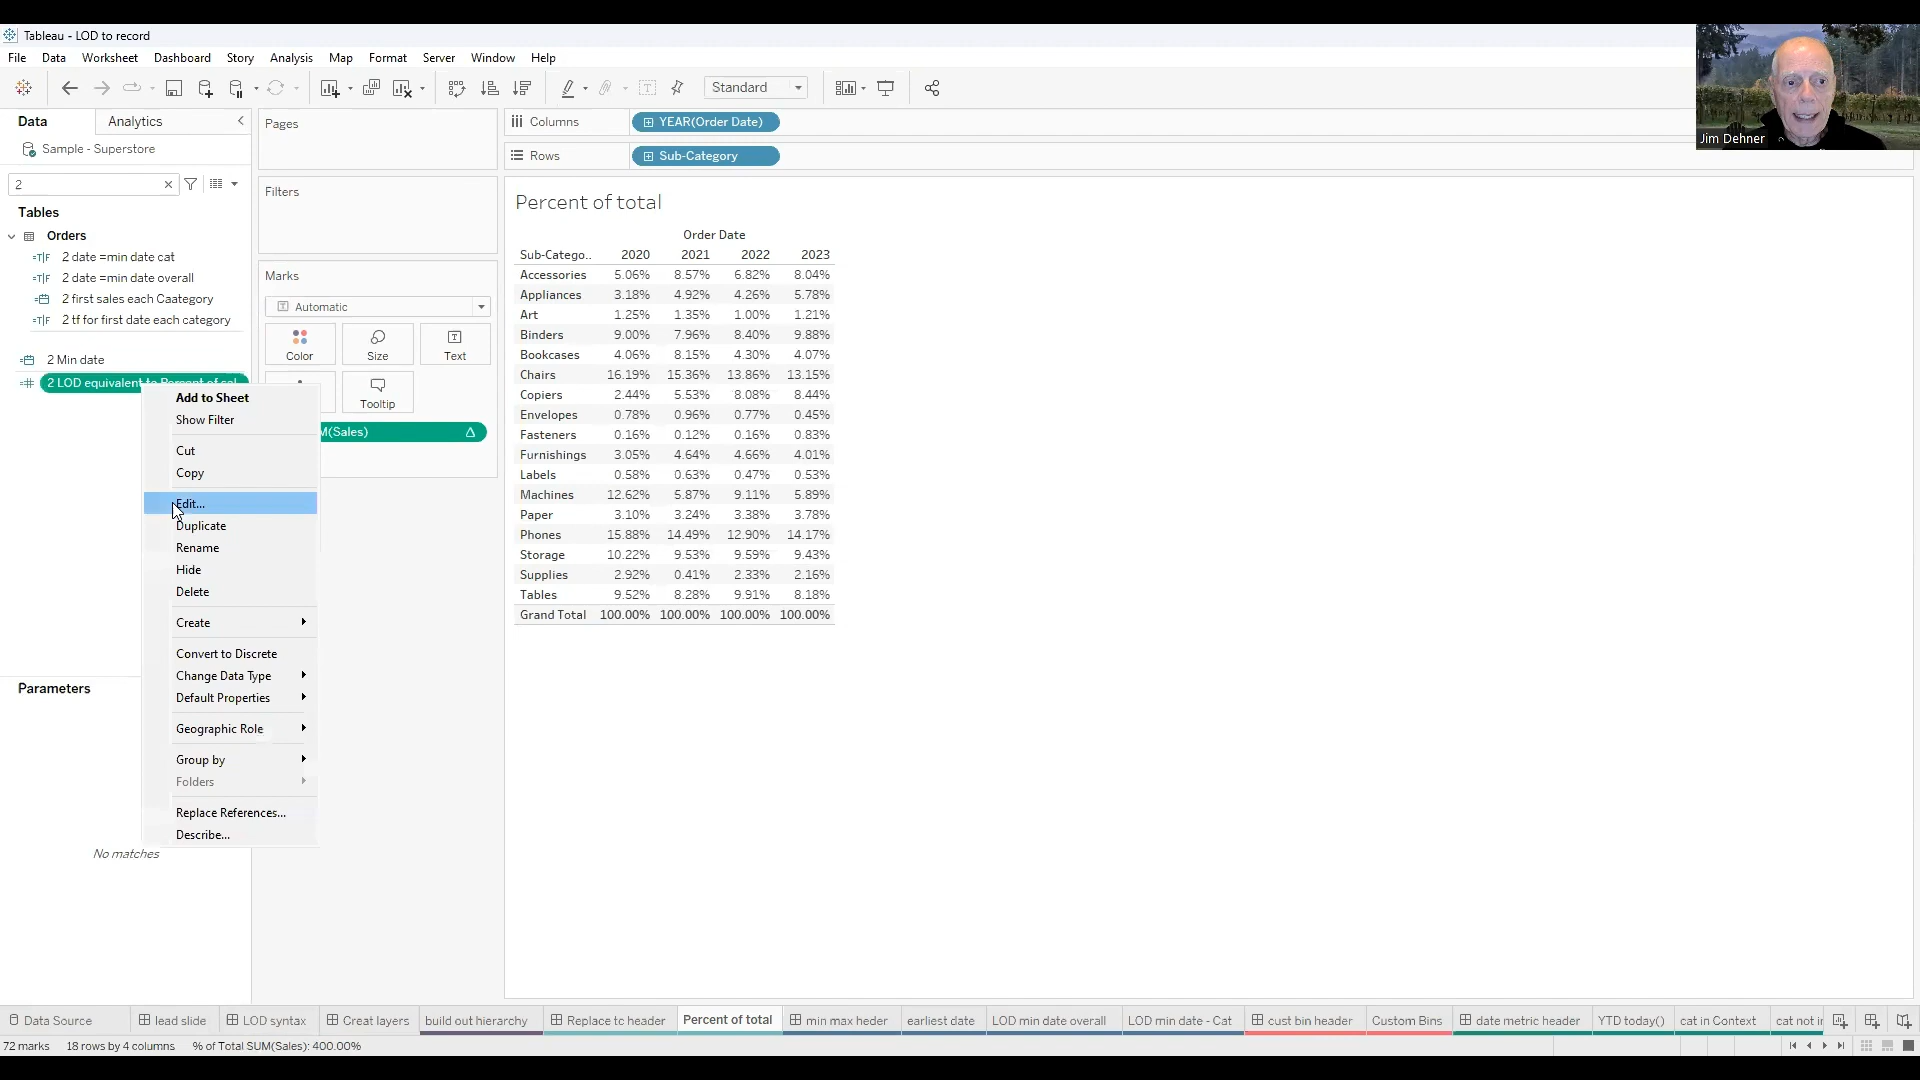 Tableau - LOD to record
File Data Worksheet Dashboard Story Analysis Map Format Server Window Help
Standard
Jim Dehner
Data Analytics
Sample - Superstore
2
Tables
Orders
2 date =min date cat
2 date =min date overall
2 first sales each Caategory
2 tf for first date each category
2 Min date
2 LOD equivalent to Percent of sal
Add to Sheet
Show Filter
Cut
Copy
Edit...
Duplicate
Rename
Hide
Delete
Create
Convert to Discrete
Change Data Type
Default Properties
Geographic Role
Group by
Folders
Replace References...
Describe...
Parameters
No matches
Pages
Filters
Marks
Automatic
Color Size Text
Tooltip
M(Sales)
Columns YEAR(Order Date)
Rows Sub-Category
Percent of total
Order Date
Sub-Catego.. 2020 2021 2022 2023
Accessories 5.06% 8.57% 6.82% 8.04%
Appliances 3.18% 4.92% 4.26% 5.78%
Art 1.25% 1.35% 1.00% 1.21%
Binders 9.00% 7.96% 8.40% 9.88%
Bookcases 4.06% 8.15% 4.30% 4.07%
Chairs 16.19% 15.36% 13.86% 13.15%
Copiers 2.44% 5.53% 8.08% 8.44%
Envelopes 0.78% 0.96% 0.77% 0.45%
Fasteners 0.16% 0.12% 0.16% 0.83%
Furnishings 3.05% 4.64% 4.66% 4.01%
Labels 0.58% 0.63% 0.47% 0.53%
Machines 12.62% 5.87% 9.11% 5.89%
Paper 3.10% 3.24% 3.38% 3.78%
Phones 15.88% 14.49% 12.90% 14.17%
Storage 10.22% 9.53% 9.59% 9.43%
Supplies 2.92% 0.41% 2.33% 2.16%
Tables 9.52% 8.28% 9.91% 8.18%
Grand Total 100.00% 100.00% 100.00% 100.00%
Data Source lead slide LOD syntax Creat layers build out hierarchy Replace tc header Percent of total min max heder earliest date LOD min date overall LOD min date - Cat cust bin header Custom Bins date metric header YTD today() cat in Context cat not i
72 marks 18 rows by 4 columns % of Total SUM(Sales): 400.00%